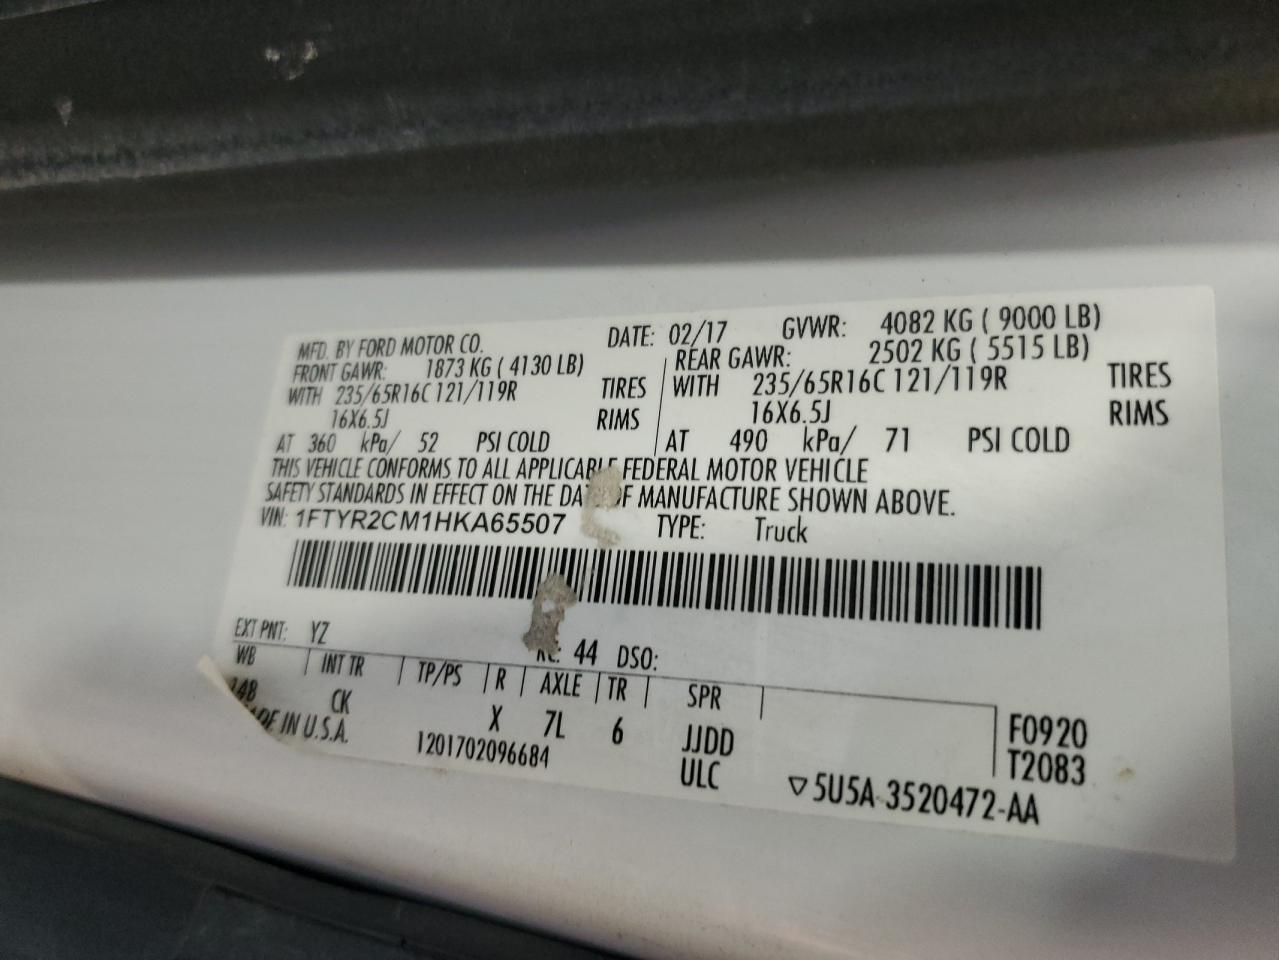 MFD. BY FORD MOTOR CO. DATE: 02/17 GVWR: 4082 KG ( 9000 LB)
FRONT GAWR: 1873 KG ( 4130 LB) REAR GAWR: 2502 KG ( 5515 LB)
WITH 235/65R16C 121/119R TIRES WITH 235/65R16C 121/119R TIRES
16X6.5J RIMS 16X6.5J RIMS
AT 360 kPa/ 52 PSI COLD AT 490 kPa/ 71 PSI COLD
THIS VEHICLE CONFORMS TO ALL APPLICABLE FEDERAL MOTOR VEHICLE
SAFETY STANDARDS IN EFFECT ON THE DATE OF MANUFACTURE SHOWN ABOVE.
VIN: 1FTYR2CM1HKA65507 TYPE: Truck
EXT PNT: YZ RC: 44 DSO:
WB INT TR TP/PS R AXLE TR SPR
148 CK X 7L 6 JJDD F0920
MADE IN U.S.A. 1201702096684 ULC T2083
▽5U5A-3520472-AA